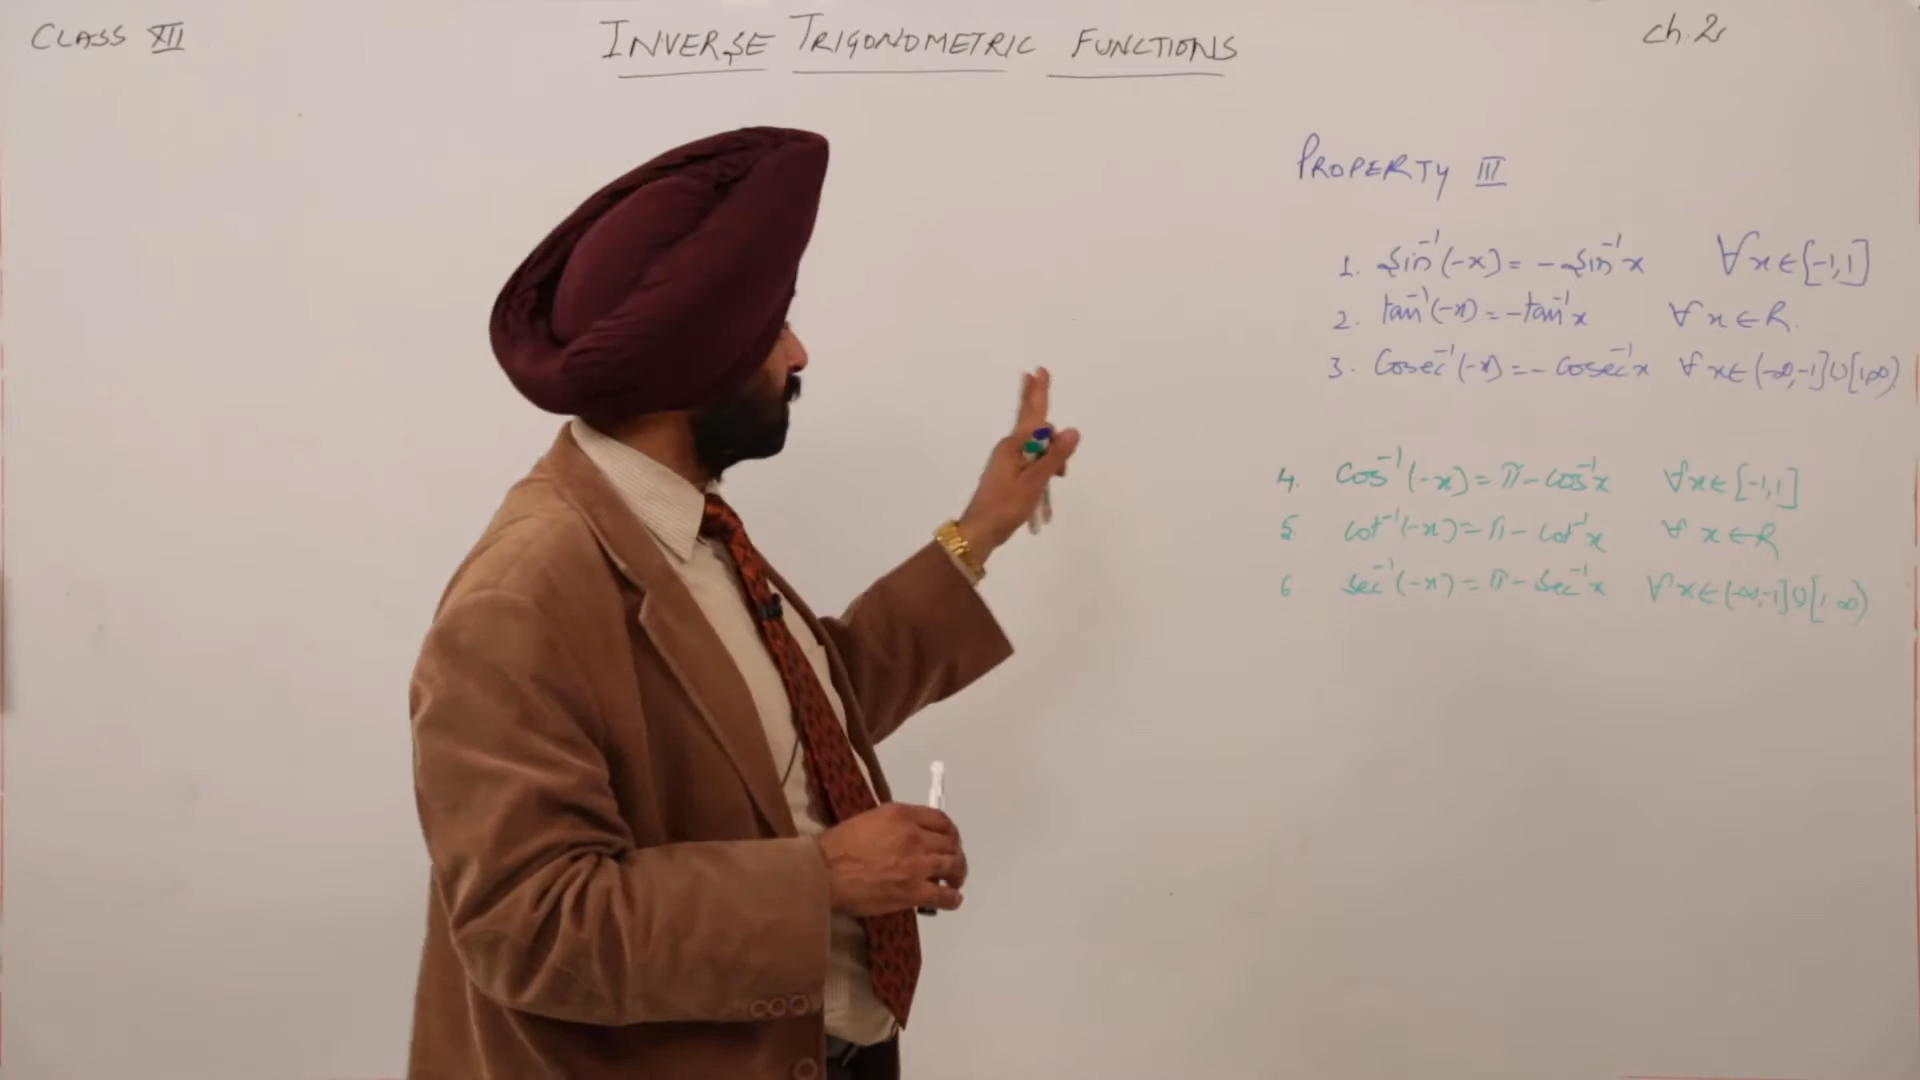 CLASS XII
INVERSE TRIGONOMETRIC FUNCTIONS
Ch.2
PROPERTY III
1. Sin⁻¹(-x) = - Sin⁻¹x ∀x∈[-1,1]
2. tan⁻¹(-x) = -tan⁻¹x ∀ x∈R.
3. Cosec⁻¹(-x) = - Cosec⁻¹x ∀ x∈(-∞,-1]∪[1,∞)
4. Cos⁻¹(-x) = π - cos⁻¹x ∀x∈[-1,1]
5 cot⁻¹(-x) = π - cot⁻¹x ∀ x∈R
6 Sec⁻¹(-x) = π - Sec⁻¹x ∀ x∈(-∞,-1]∪[1 ∞)